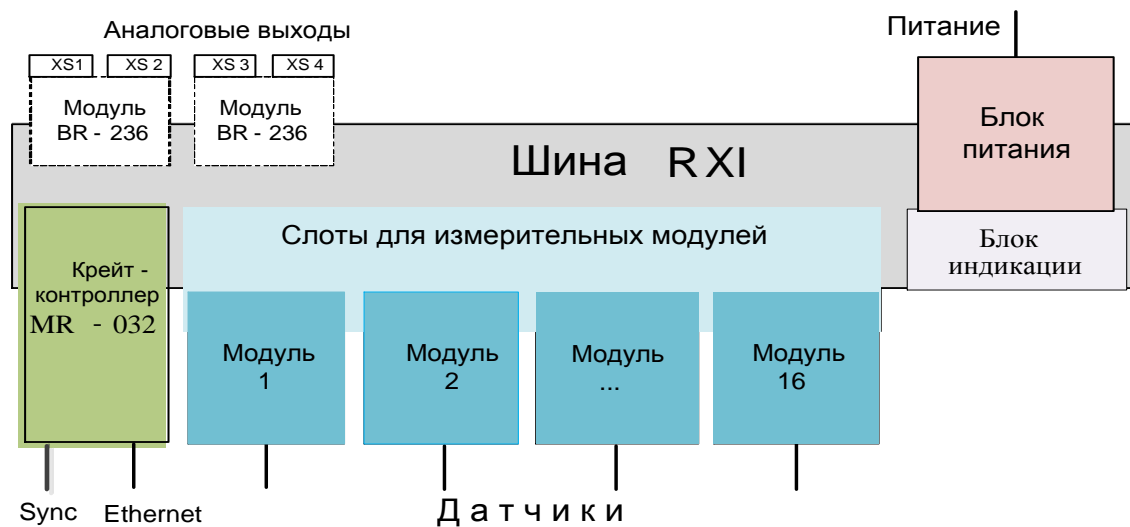 Аналоговые выходы
Питание
XS1
XS 2
XS 3
XS 4
Модуль
BR - 236
Модуль
BR - 236
Блок
питания
Шина RXI
Слоты для измерительных модулей
Блок
индикации
Крейт -
контроллер
MR - 032
Модуль
1
Модуль
2
Модуль
...
Модуль
16
Sync
Ethernet
Датчики